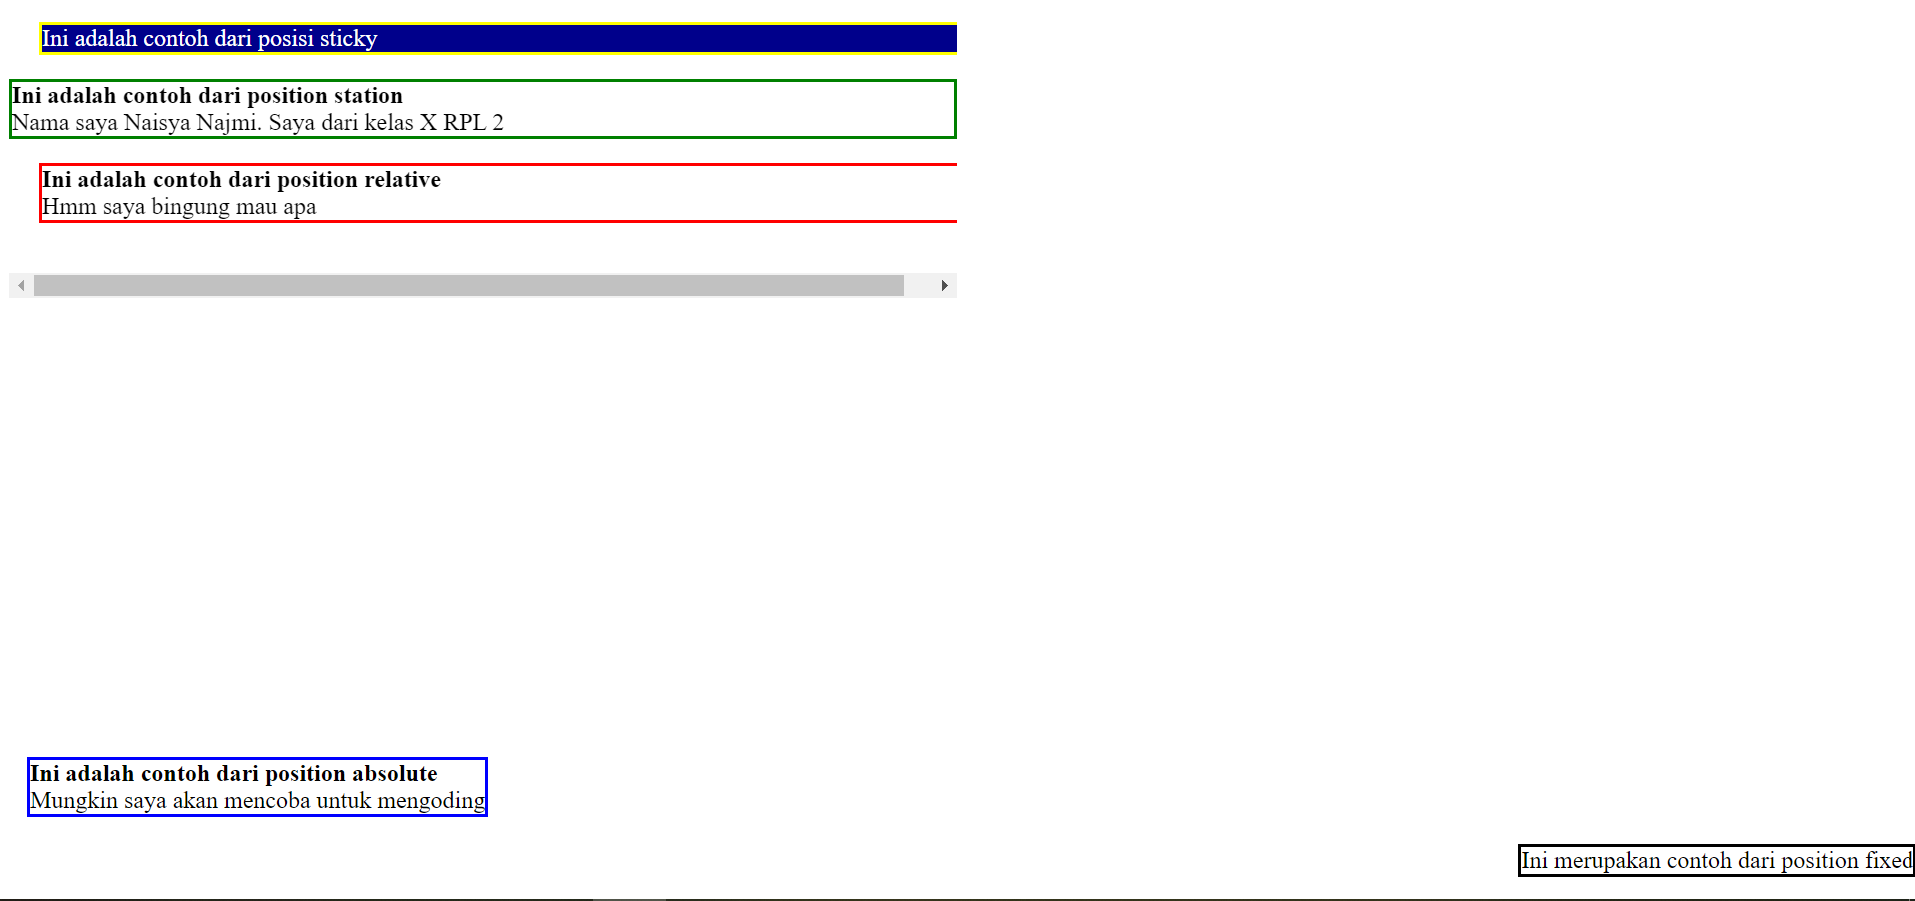 Ini adalah contoh dari posisi sticky
Ini adalah contoh dari position station
Nama saya Naisya Najmi. Saya dari kelas X RPL 2
Ini adalah contoh dari position relative
Hmm saya bingung mau apa
Ini adalah contoh dari position absolute
Mungkin saya akan mencoba untuk mengoding
Ini merupakan contoh dari position fixed